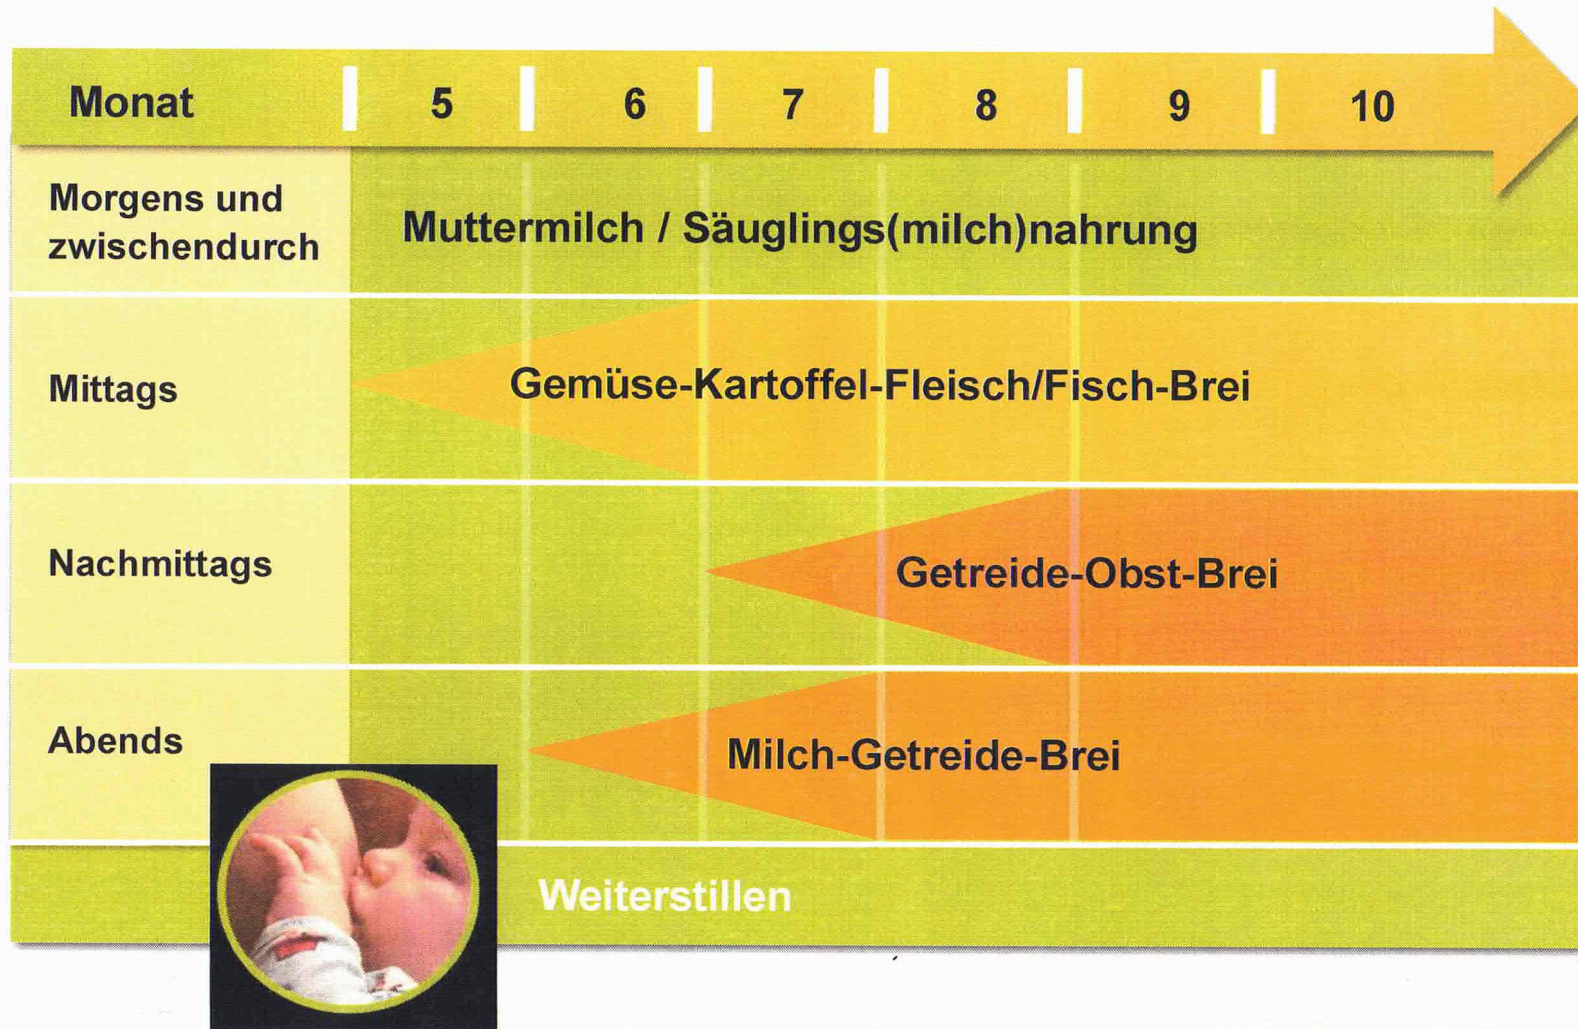 Monat 5 6 7 8 9 10
Morgens und
zwischendurch
Muttermilch / Säuglings(milch)nahrung
Mittags
Gemüse-Kartoffel-Fleisch/Fisch-Brei
Nachmittags
Getreide-Obst-Brei
Abends
Milch-Getreide-Brei
Weiterstillen